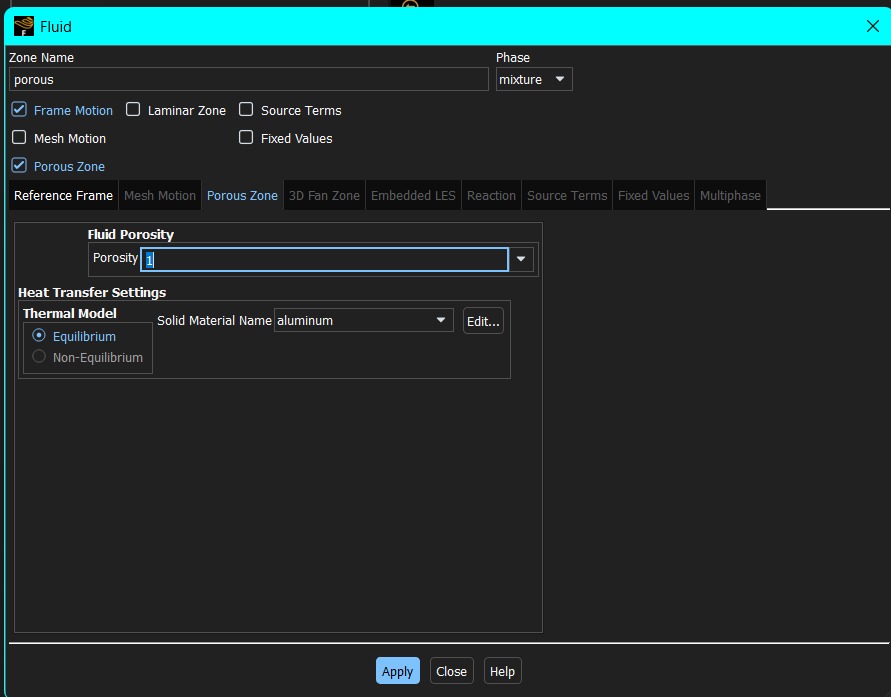 Fluid
Zone Name
Phase
porous
mixture
Frame Motion
Laminar Zone
Source Terms
Mesh Motion
Fixed Values
Porous Zone
Reference Frame
Mesh Motion
Porous Zone
3D Fan Zone
Embedded LES
Reaction
Source Terms
Fixed Values
Multiphase
Fluid Porosity
Porosity 1
Heat Transfer Settings
Thermal Model
Solid Material Name aluminum
Edit...
Equilibrium
Non-Equilibrium
Apply
Close
Help